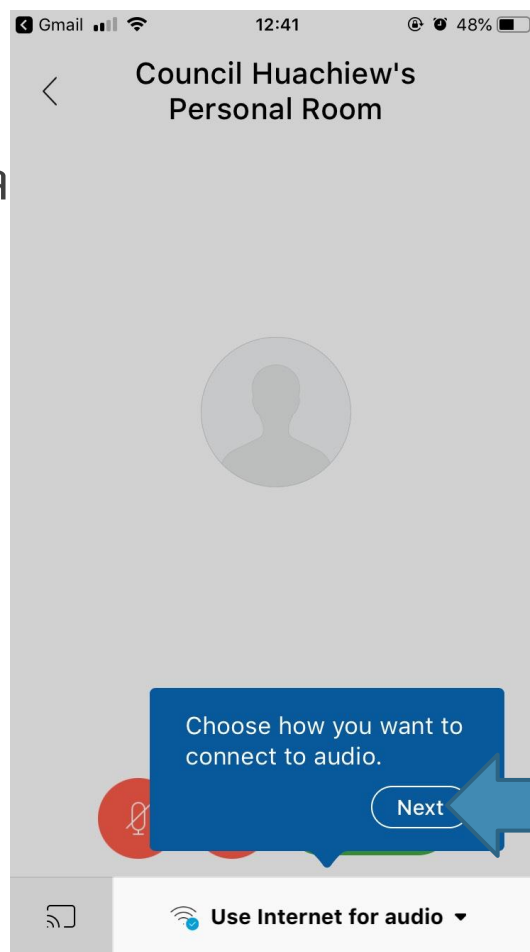 Gmail 12:41 48%
Council Huachiew's
Personal Room
Choose how you want to
connect to audio.
Next
Use Internet for audio